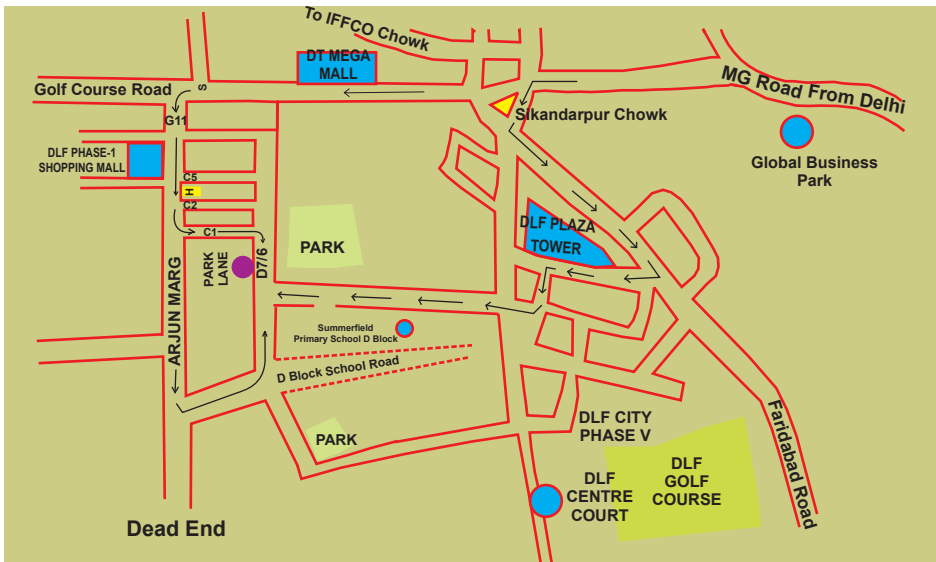 To IFFCO Chowk
DT MEGA
MALL
Golf Course Road
S
G11
MG Road From Delhi
Sikandarpur Chowk
Global Business
Park
DLF PHASE-1
SHOPPING MALL
C5
H
C2
C1
PARK
LANE
D7/6
PARK
DLF PLAZA
TOWER
ARJUN MARG
Summerfield
Primary School D Block
D Block School Road
PARK
DLF CITY
PHASE V
DLF
CENTRE
COURT
DLF
GOLF
COURSE
Faridabad Road
Dead End